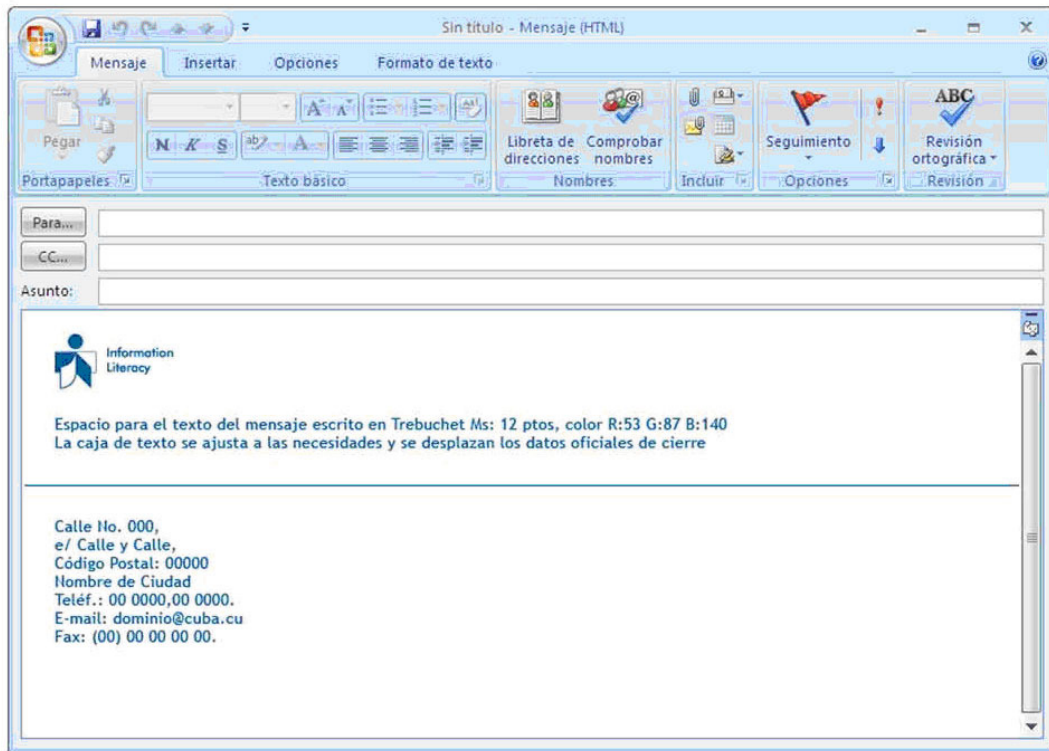 Sin título - Mensaje (HTML)
Mensaje Insertar Opciones Formato de texto
Pegar
N K S
Libreta de direcciones
Comprobar nombres
Seguimiento
ABC
Revisión ortográfica
Portapapeles Texto básico Nombres Incluir Opciones Revisión
Para...
CC...
Asunto:
Information
Literacy
Espacio para el texto del mensaje escrito en Trebuchet Ms: 12 ptos, color R:53 G:87 B:140
La caja de texto se ajusta a las necesidades y se desplazan los datos oficiales de cierre
Calle No. 000,
e/ Calle y Calle,
Código Postal: 00000
Nombre de Ciudad
Teléf.: 00 0000,00 0000.
E-mail: dominio@cuba.cu
Fax: (00) 00 00 00 00.